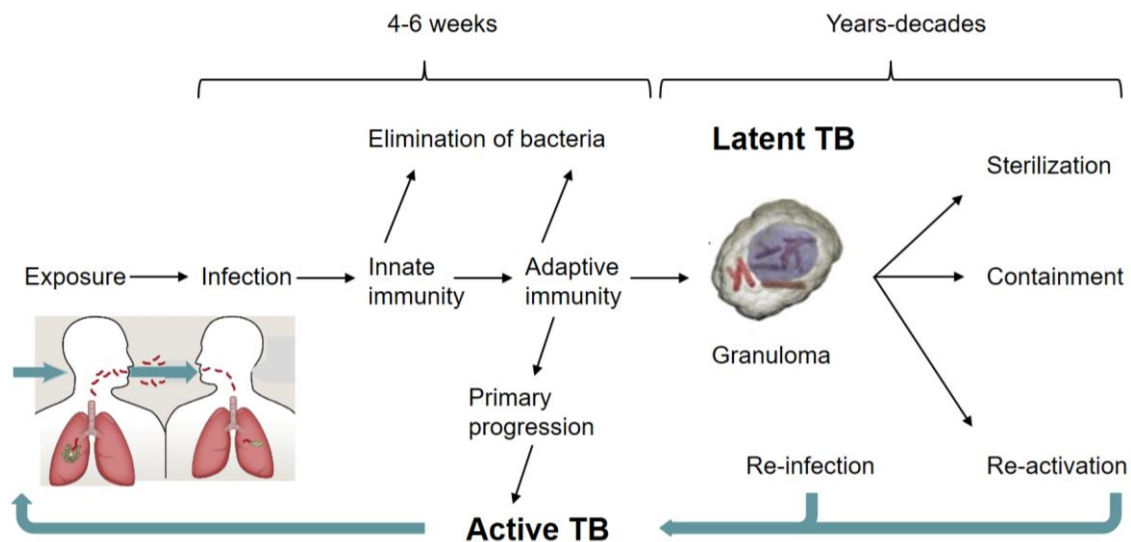 4-6 weeks
Years-decades
Elimination of bacteria
Latent TB
Sterilization
Exposure
Infection
Innate
immunity
Adaptive
immunity
Containment
Granuloma
Primary
progression
Re-infection
Re-activation
Active TB